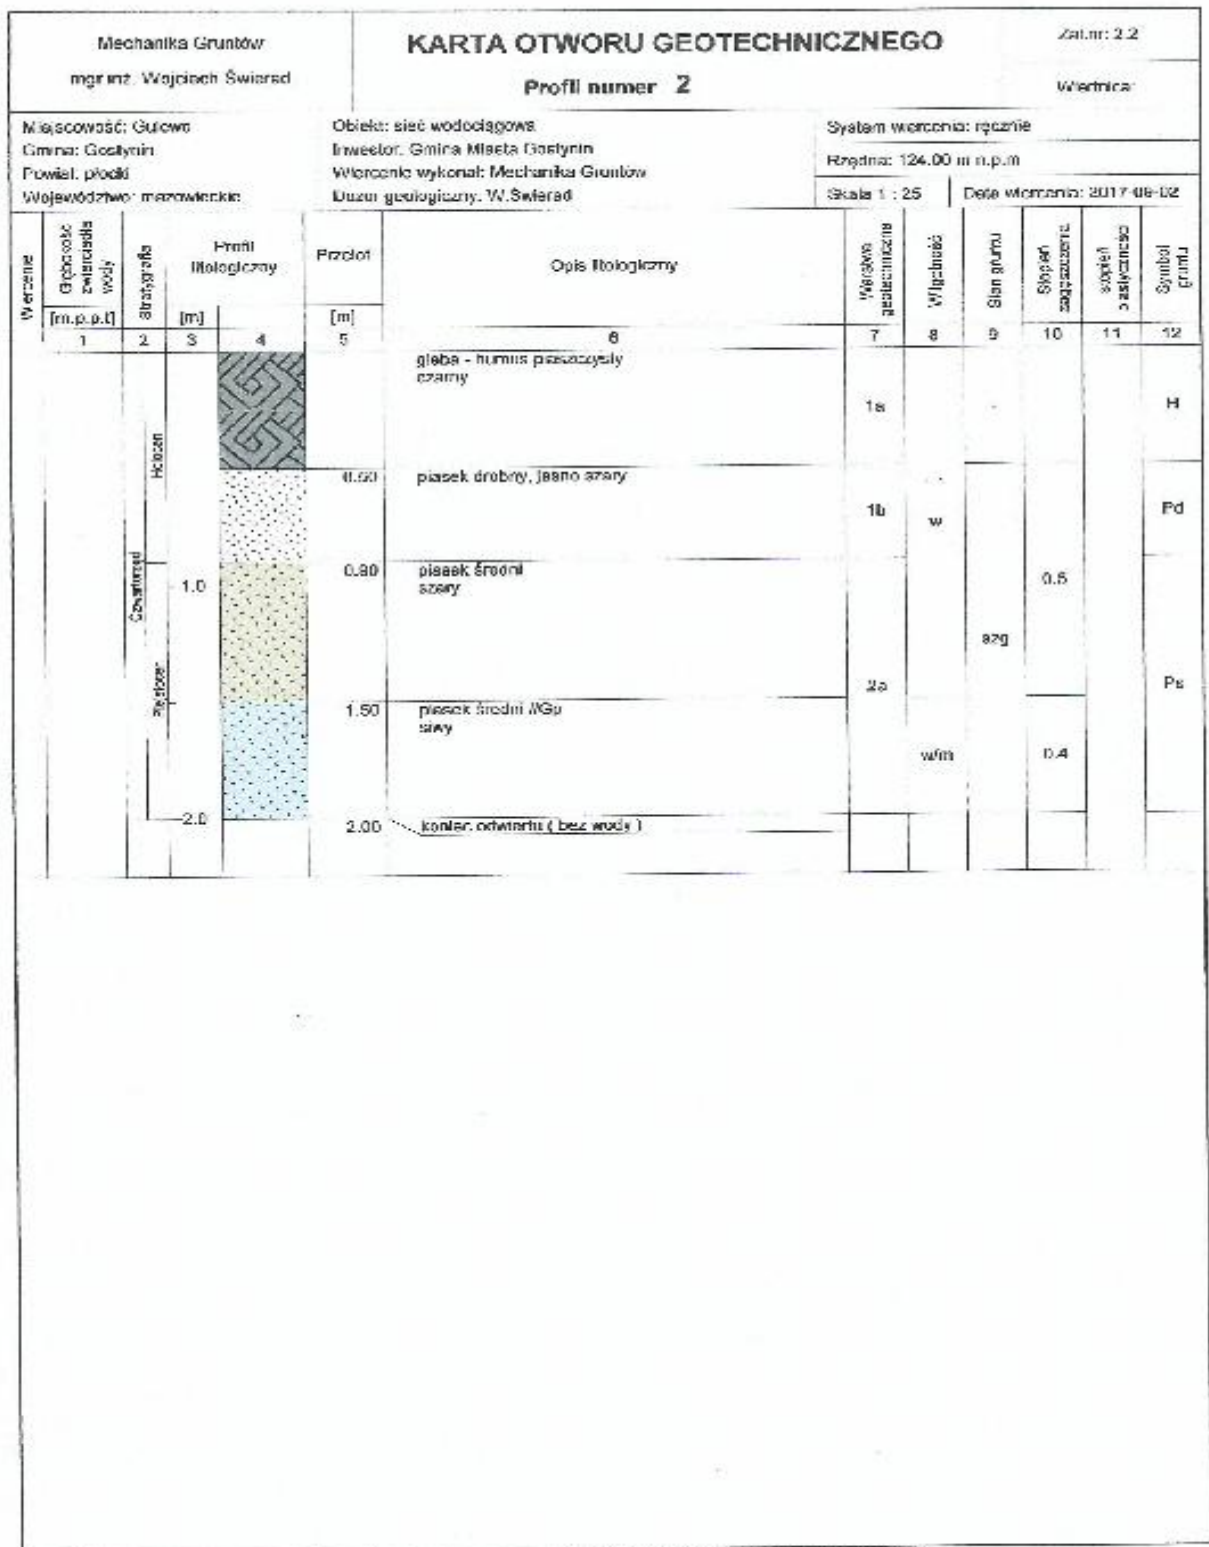 Mechanika Gruntów
mgr inż. Wojciech Świerad
KARTA OTWORU GEOTECHNICZNEGO
Profil numer 2
Zał.nr: 2.2
Wiertnica:
Miejscowość: Gulewo
Gmina: Gostynin
Powiat: płocki
Województwo: mazowieckie
Obiekt: sieć wodociągowa
Inwestor: Gmina Miasta Gostynin
Wiercenie wykonał: Mechanika Gruntów
Dozór geologiczny: W.Świerad
System wiercenia: ręcznie
Rzędna: 124.00 m n.p.m
Skala 1 : 25
Data wiercenia: 2017-08-02
Wiercenie
Głębokość zwierciadła wody
[m.p.p.t]
Stratygrafia
Profil litologiczny
[m]
Przelot
[m]
Opis litologiczny
Warstwa geotechniczna
Wilgotność
Stan gruntu
Stopień zagęszczenia
stopień plastyczności
Symbol gruntu
1 2 3 4 5 6 7 8 9 10 11 12
Czwartorzęd
Holocen
Plejstocen
1.0
2.0
gleba - humus piaszczysty
czarny
1a
-
H
0.50
piasek drobny, jasno szary
1b
w
Pd
0.90
piasek średni
szary
0.5
szg
2a
Ps
1.50
piasek średni //Gp
siwy
w/m
0.4
2.00
koniec odwiertu ( bez wody )